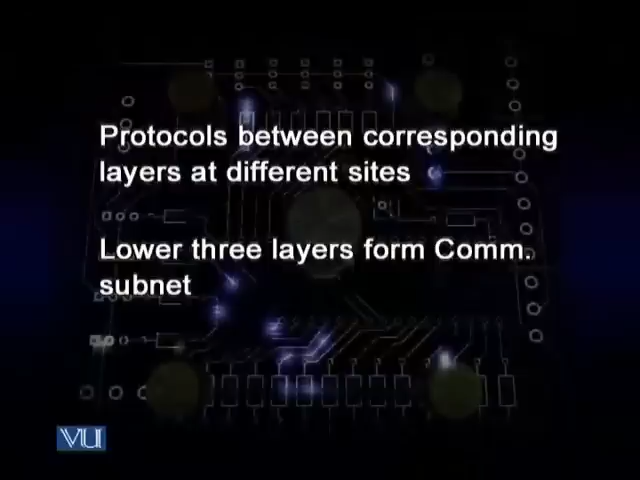 Protocols between corresponding
layers at different sites
Lower three layers form Comm.
subnet
VU